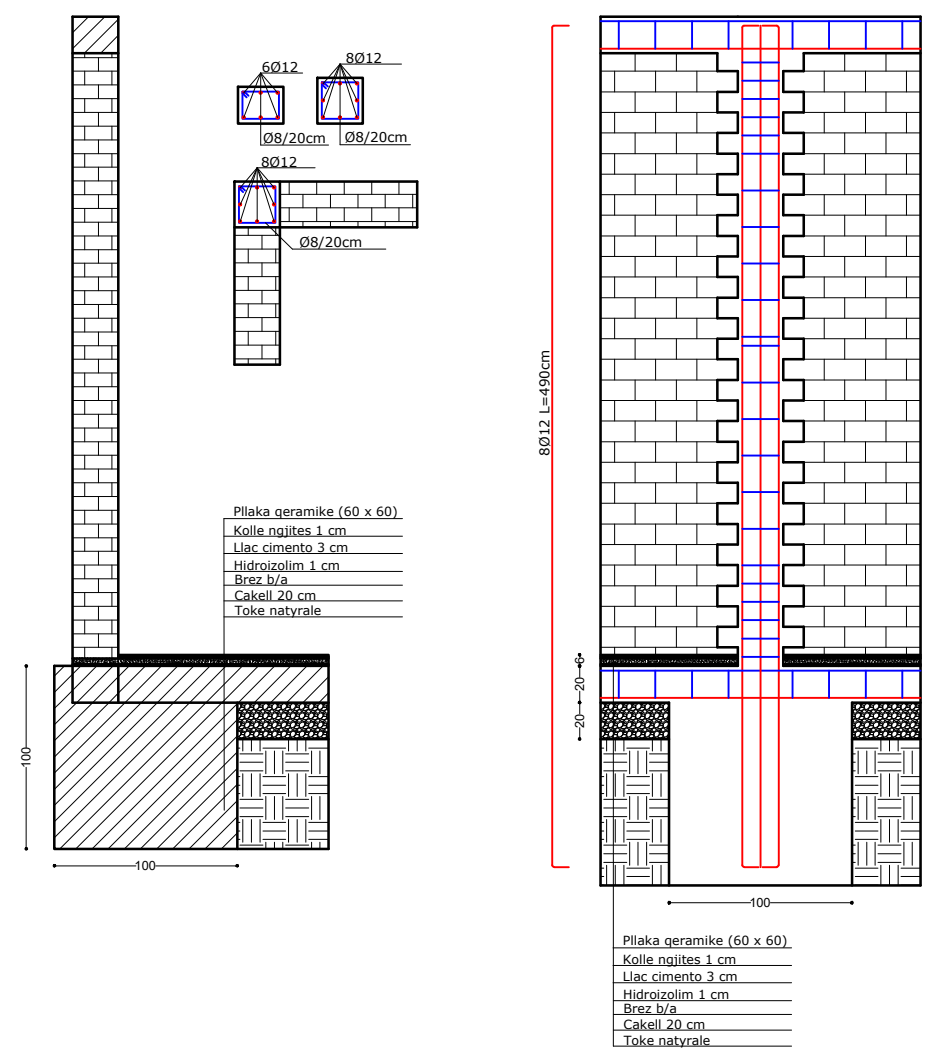 6Ø12
8Ø12
Ø8/20cm
Ø8/20cm
8Ø12
Ø8/20cm
8Ø12 L=490cm
Pllaka qeramike (60 x 60)
Kolle ngjites 1 cm
Llac cimento 3 cm
Hidroizolim 1 cm
Brez b/a
Cakell 20 cm
Toke natyrale
6
20
20
100
100
100
Pllaka qeramike (60 x 60)
Kolle ngjites 1 cm
Llac cimento 3 cm
Hidroizolim 1 cm
Brez b/a
Cakell 20 cm
Toke natyrale